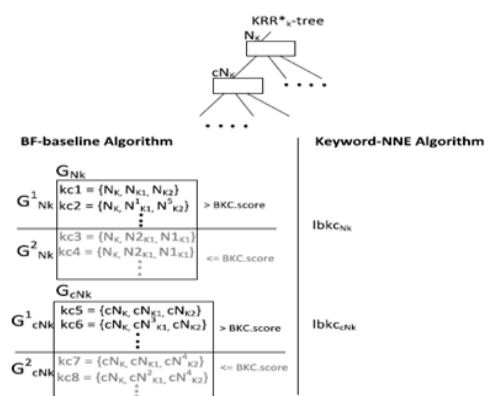 KRR*k-tree
NK
cNK
BF-baseline Algorithm
Keyword-NNE Algorithm
GNk
G1Nk
kc1 = {NK, NK1, NK2}
kc2 = {NK, N1K1, N5K2}
> BKC.score
lbkcNk
G2Nk
kc3 = {NK, N2K1, N1K1}
kc4 = {NK, N2K1, N1K1}
<= BKC.score
GcNk
G1cNk
kc5 = {cNK, cNK1, cNK2}
kc6 = {cNK, cN3K1, cNK2}
> BKC.score
lbkccNk
G2cNk
kc7 = {cNK, cNK1, cN4K2}
kc8 = {cNK, cN2K1, cN4K2}
<= BKC.score